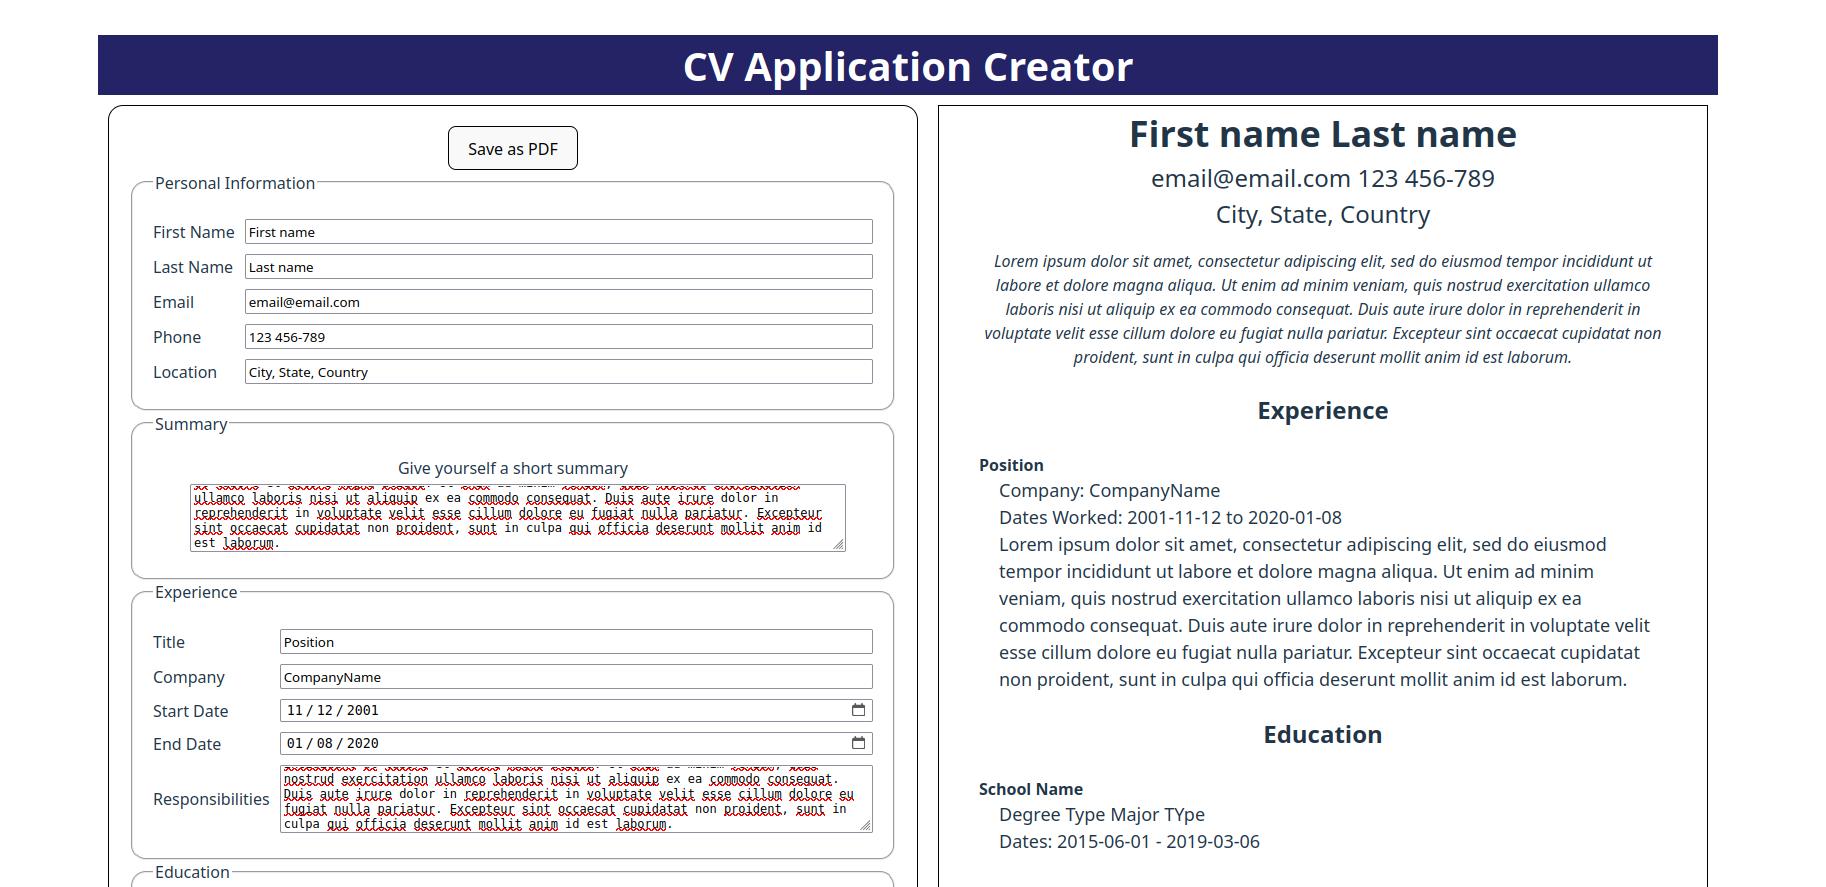 CV Application Creator
Save as PDF
Personal Information
First Name First name
Last Name Last name
Email email@email.com
Phone 123 456-789
Location City, State, Country
Summary
Give yourself a short summary
ullamco laboris nisi ut aliquip ex ea commodo consequat. Duis aute irure dolor in
reprehenderit in voluptate velit esse cillum dolore eu fugiat nulla pariatur. Excepteur
sint occaecat cupidatat non proident, sunt in culpa qui officia deserunt mollit anim id
est laborum.
Experience
Title Position
Company CompanyName
Start Date 11/12/2001
End Date 01/08/2020
Responsibilities
nostrud exercitation ullamco laboris nisi ut aliquip ex ea commodo consequat.
Duis aute irure dolor in reprehenderit in voluptate velit esse cillum dolore eu
fugiat nulla pariatur. Excepteur sint occaecat cupidatat non proident, sunt in
culpa qui officia deserunt mollit anim id est laborum.
Education
First name Last name
email@email.com 123 456-789
City, State, Country
Lorem ipsum dolor sit amet, consectetur adipiscing elit, sed do eiusmod tempor incididunt ut
labore et dolore magna aliqua. Ut enim ad minim veniam, quis nostrud exercitation ullamco
laboris nisi ut aliquip ex ea commodo consequat. Duis aute irure dolor in reprehenderit in
voluptate velit esse cillum dolore eu fugiat nulla pariatur. Excepteur sint occaecat cupidatat non
proident, sunt in culpa qui officia deserunt mollit anim id est laborum.
Experience
Position
Company: CompanyName
Dates Worked: 2001-11-12 to 2020-01-08
Lorem ipsum dolor sit amet, consectetur adipiscing elit, sed do eiusmod
tempor incididunt ut labore et dolore magna aliqua. Ut enim ad minim
veniam, quis nostrud exercitation ullamco laboris nisi ut aliquip ex ea
commodo consequat. Duis aute irure dolor in reprehenderit in voluptate velit
esse cillum dolore eu fugiat nulla pariatur. Excepteur sint occaecat cupidatat
non proident, sunt in culpa qui officia deserunt mollit anim id est laborum.
Education
School Name
Degree Type Major TYpe
Dates: 2015-06-01 - 2019-03-06